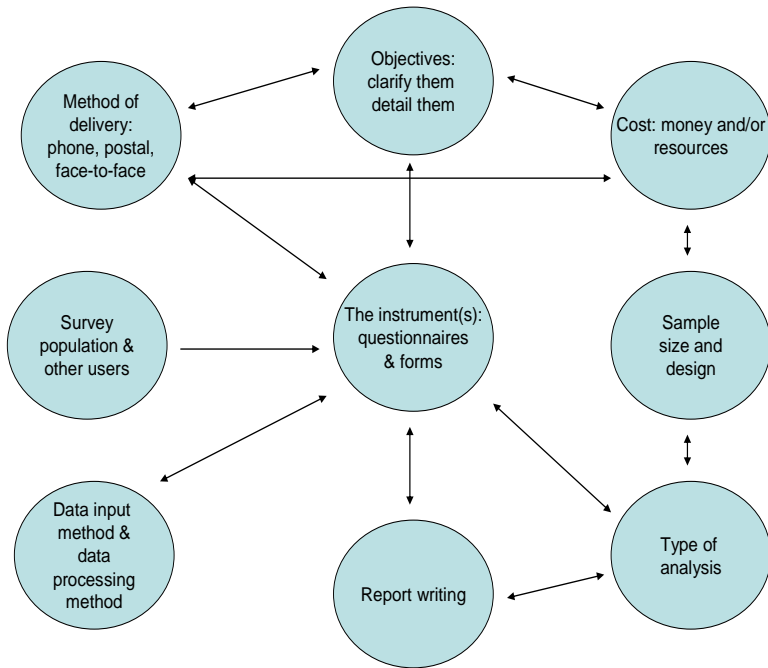 Objectives:
clarify them
detail them
Method of
delivery:
phone, postal,
face-to-face
Cost: money and/or
resources
Survey
population &
other users
The instrument(s):
questionnaires
& forms
Sample
size and
design
Data input
method &
data
processing
method
Report writing
Type of
analysis